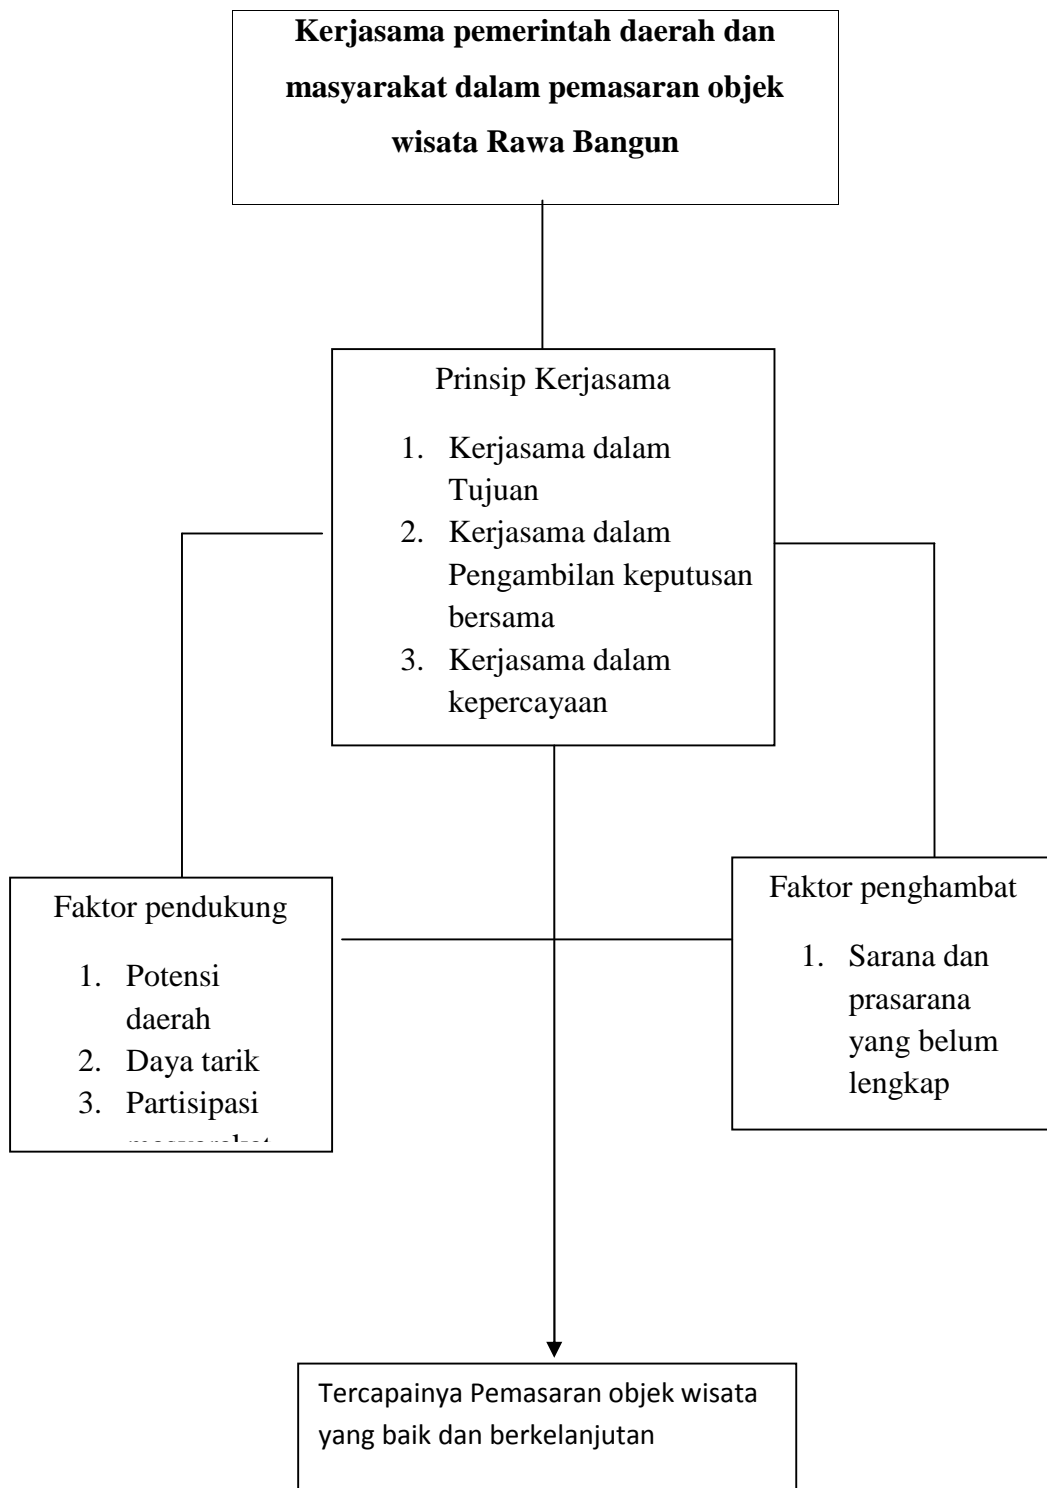 Kerjasama pemerintah daerah dan
masyarakat dalam pemasaran objek
wisata Rawa Bangun
Prinsip Kerjasama
1. Kerjasama dalam
Tujuan
2. Kerjasama dalam
Pengambilan keputusan
bersama
3. Kerjasama dalam
kepercayaan
Faktor pendukung
1. Potensi
daerah
2. Daya tarik
3. Partisipasi
Faktor penghambat
1. Sarana dan
prasarana
yang belum
lengkap
Tercapainya Pemasaran objek wisata
yang baik dan berkelanjutan